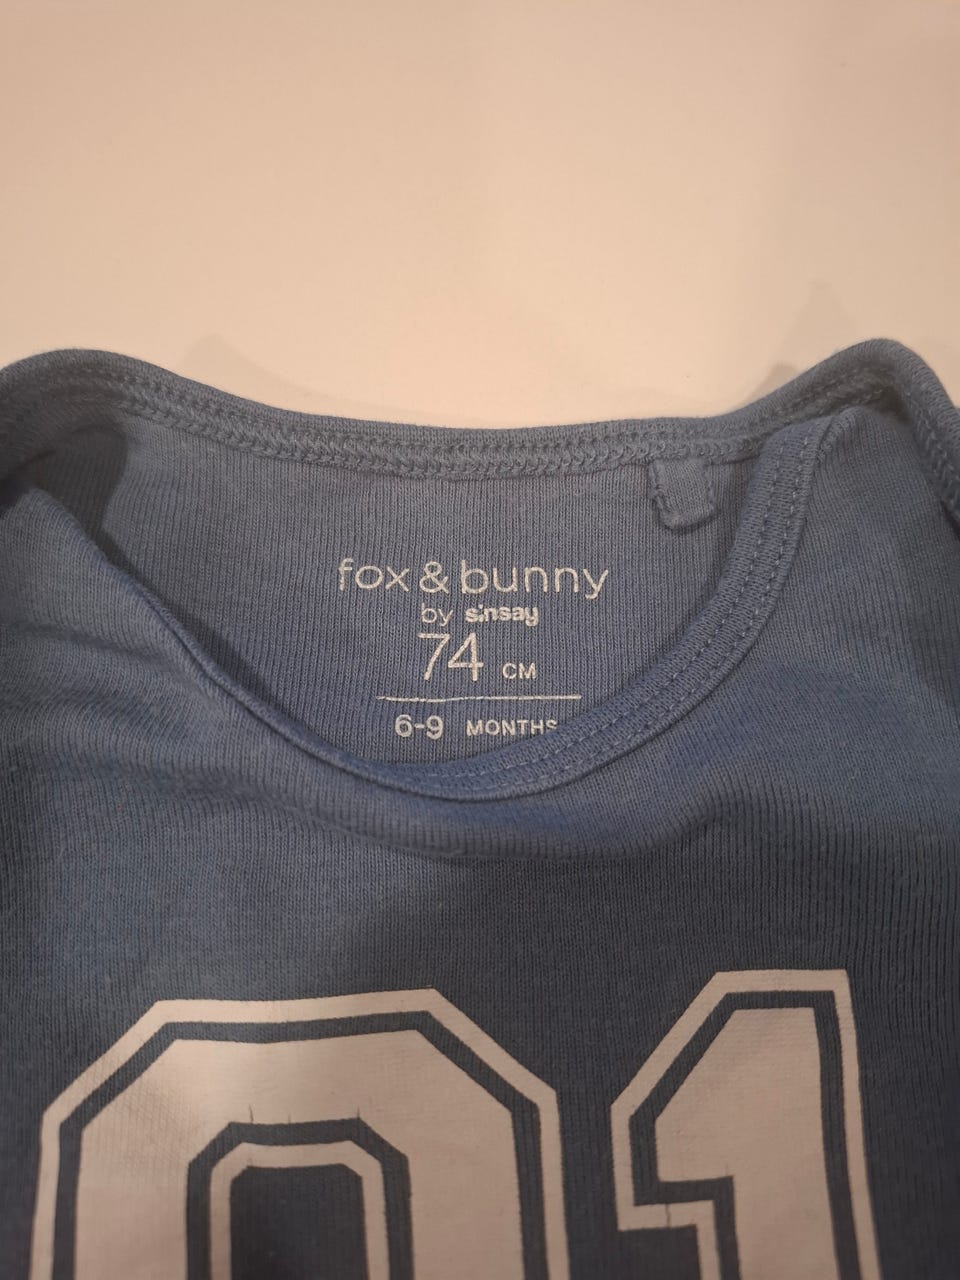 fox & bunny
by sinsay
74 CM
6-9 MONTHS
01